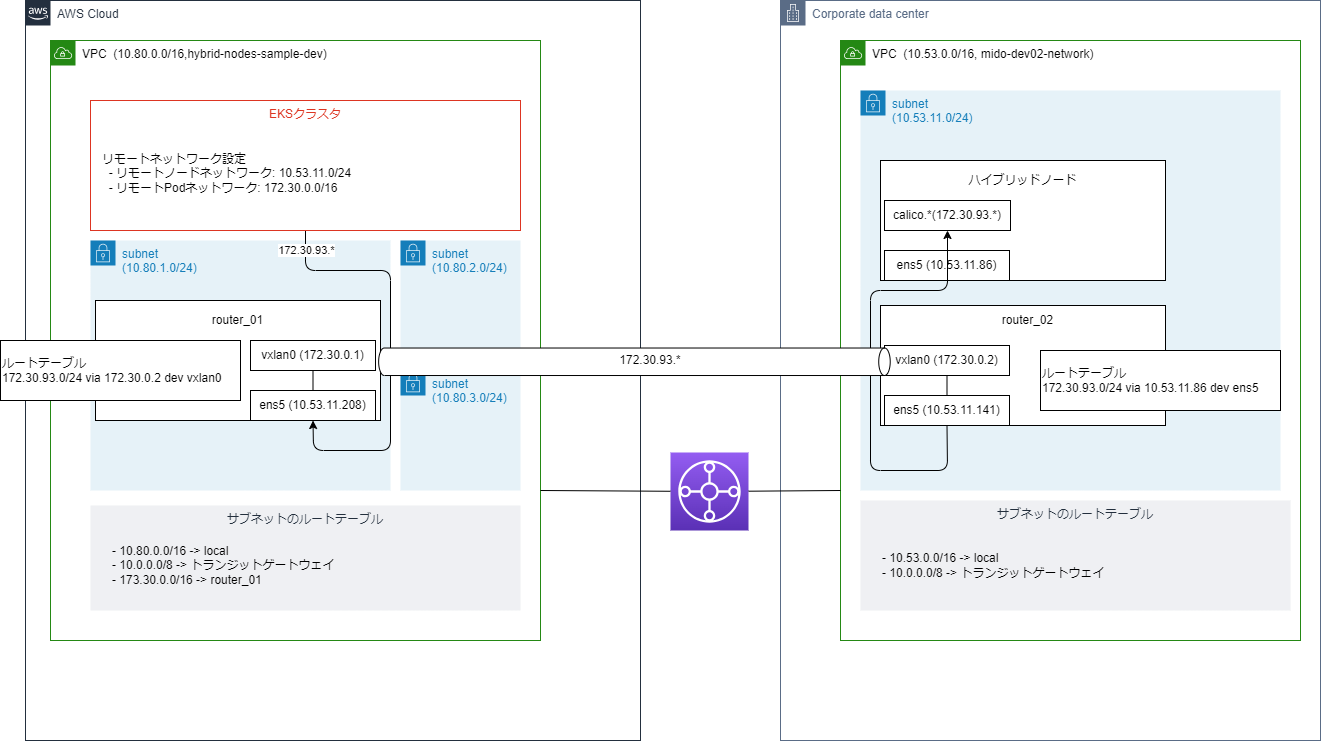 aws
AWS Cloud
VPC (10.80.0.0/16,hybrid-nodes-sample-dev)
EKSクラスタ
リモートネットワーク設定
- リモートノードネットワーク: 10.53.11.0/24
- リモートPodネットワーク: 172.30.0.0/16
172.30.93.*
subnet
(10.80.1.0/24)
subnet
(10.80.2.0/24)
router_01
vxlan0 (172.30.0.1)
ens5 (10.53.11.208)
ルートテーブル
172.30.93.0/24 via 172.30.0.2 dev vxlan0
subnet
(10.80.3.0/24)
サブネットのルートテーブル
- 10.80.0.0/16 -> local
- 10.0.0.0/8 -> トランジットゲートウェイ
- 173.30.0.0/16 -> router_01
172.30.93.*
Corporate data center
VPC (10.53.0.0/16, mido-dev02-network)
subnet
(10.53.11.0/24)
ハイブリッドノード
calico.*(172.30.93.*)
ens5 (10.53.11.86)
router_02
vxlan0 (172.30.0.2)
ens5 (10.53.11.141)
ルートテーブル
172.30.93.0/24 via 10.53.11.86 dev ens5
サブネットのルートテーブル
- 10.53.0.0/16 -> local
- 10.0.0.0/8 -> トランジットゲートウェイ